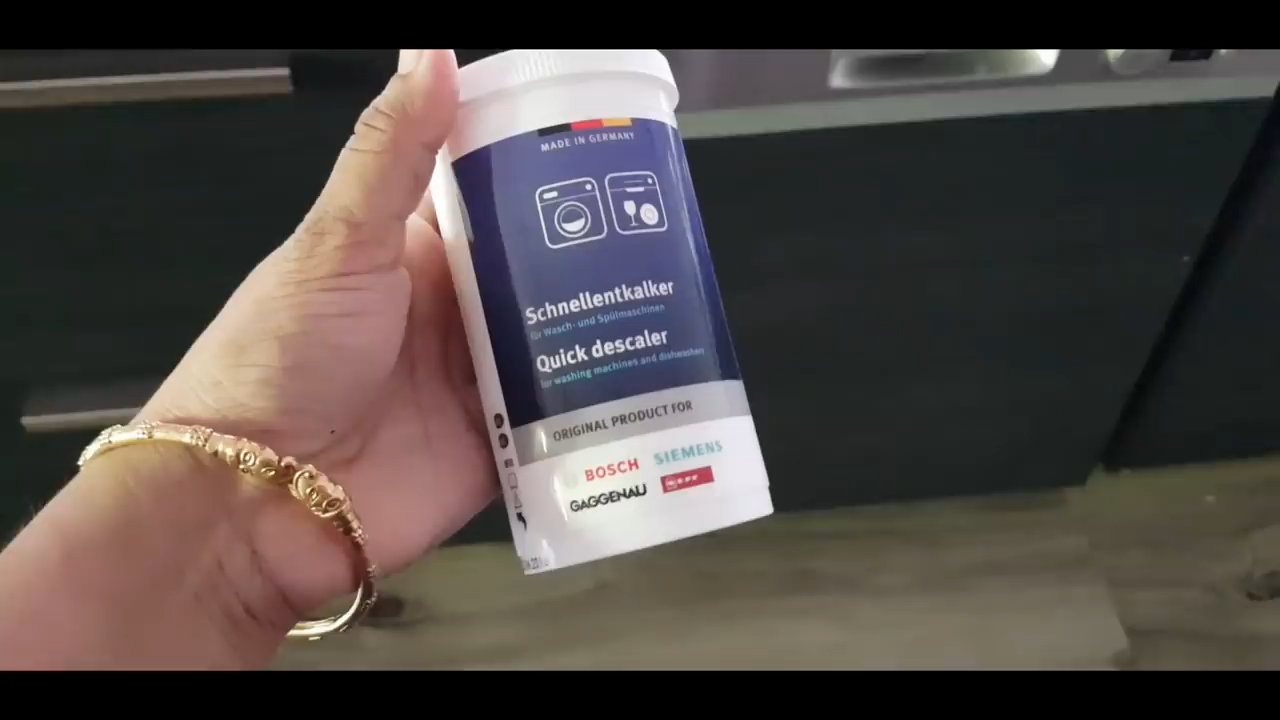 MADE IN GERMANY
Schnellentkalker
für Wasch- und Spülmaschinen
Quick descaler
for washing machines and dishwashers
ORIGINAL PRODUCT FOR
BOSCH SIEMENS
GAGGENAU